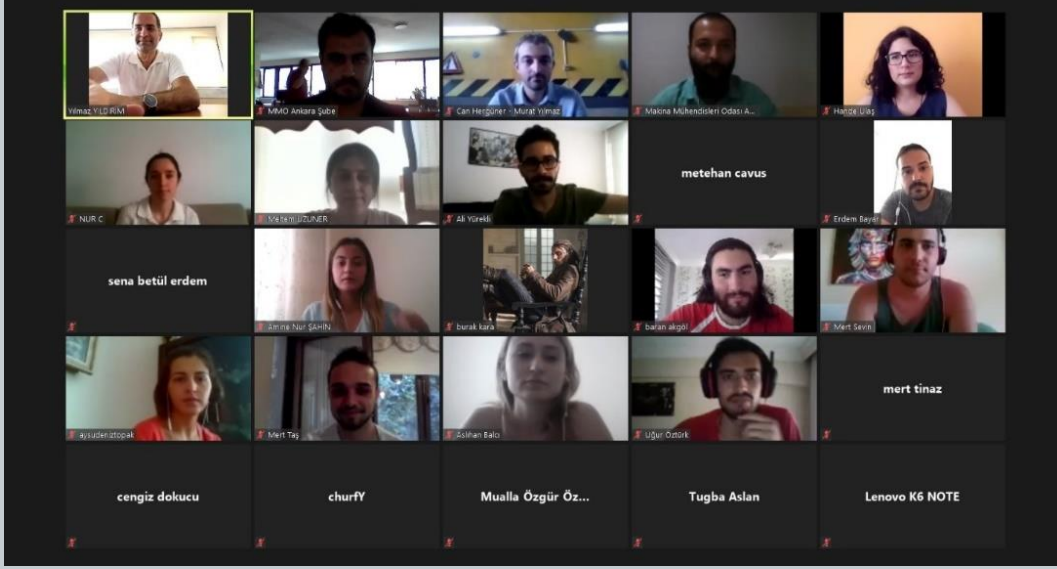 Yılmaz YILDIRIM
MMO Ankara Şube
Can Hergüner - Murat Yılmaz
Makina Mühendisleri Odası A...
Hande Ulaş
NUR C
Meltem UZUNER
Ali Yürekli
metehan cavus
Erdem Bayer
sena betül erdem
Amine Nur ŞAHİN
burak kara
baran akgöl
Mert Sevin
aysudeniztopak
Mert Taş
Aslıhan Balcı
Uğur Öztürk
mert tinaz
cengiz dokucu
churfY
Mualla Özgür Öz...
Tugba Aslan
Lenovo K6 NOTE